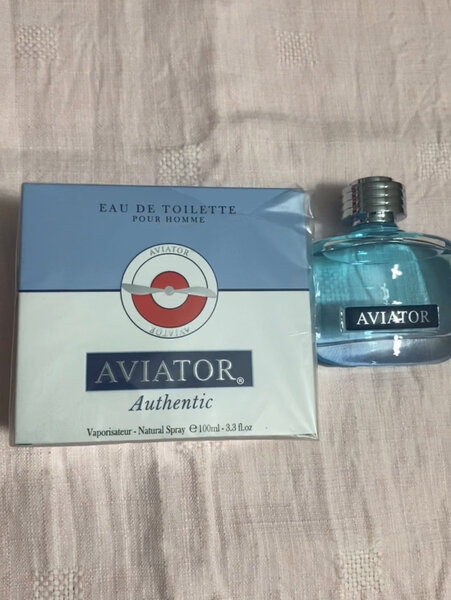 EAU DE TOILETTE
POUR HOMME
AVIATOR
AVIATOR
AVIATOR®
Authentic
Vaporisateur - Natural Spray ℮100ml - 3.3 fl.oz
AVIATOR